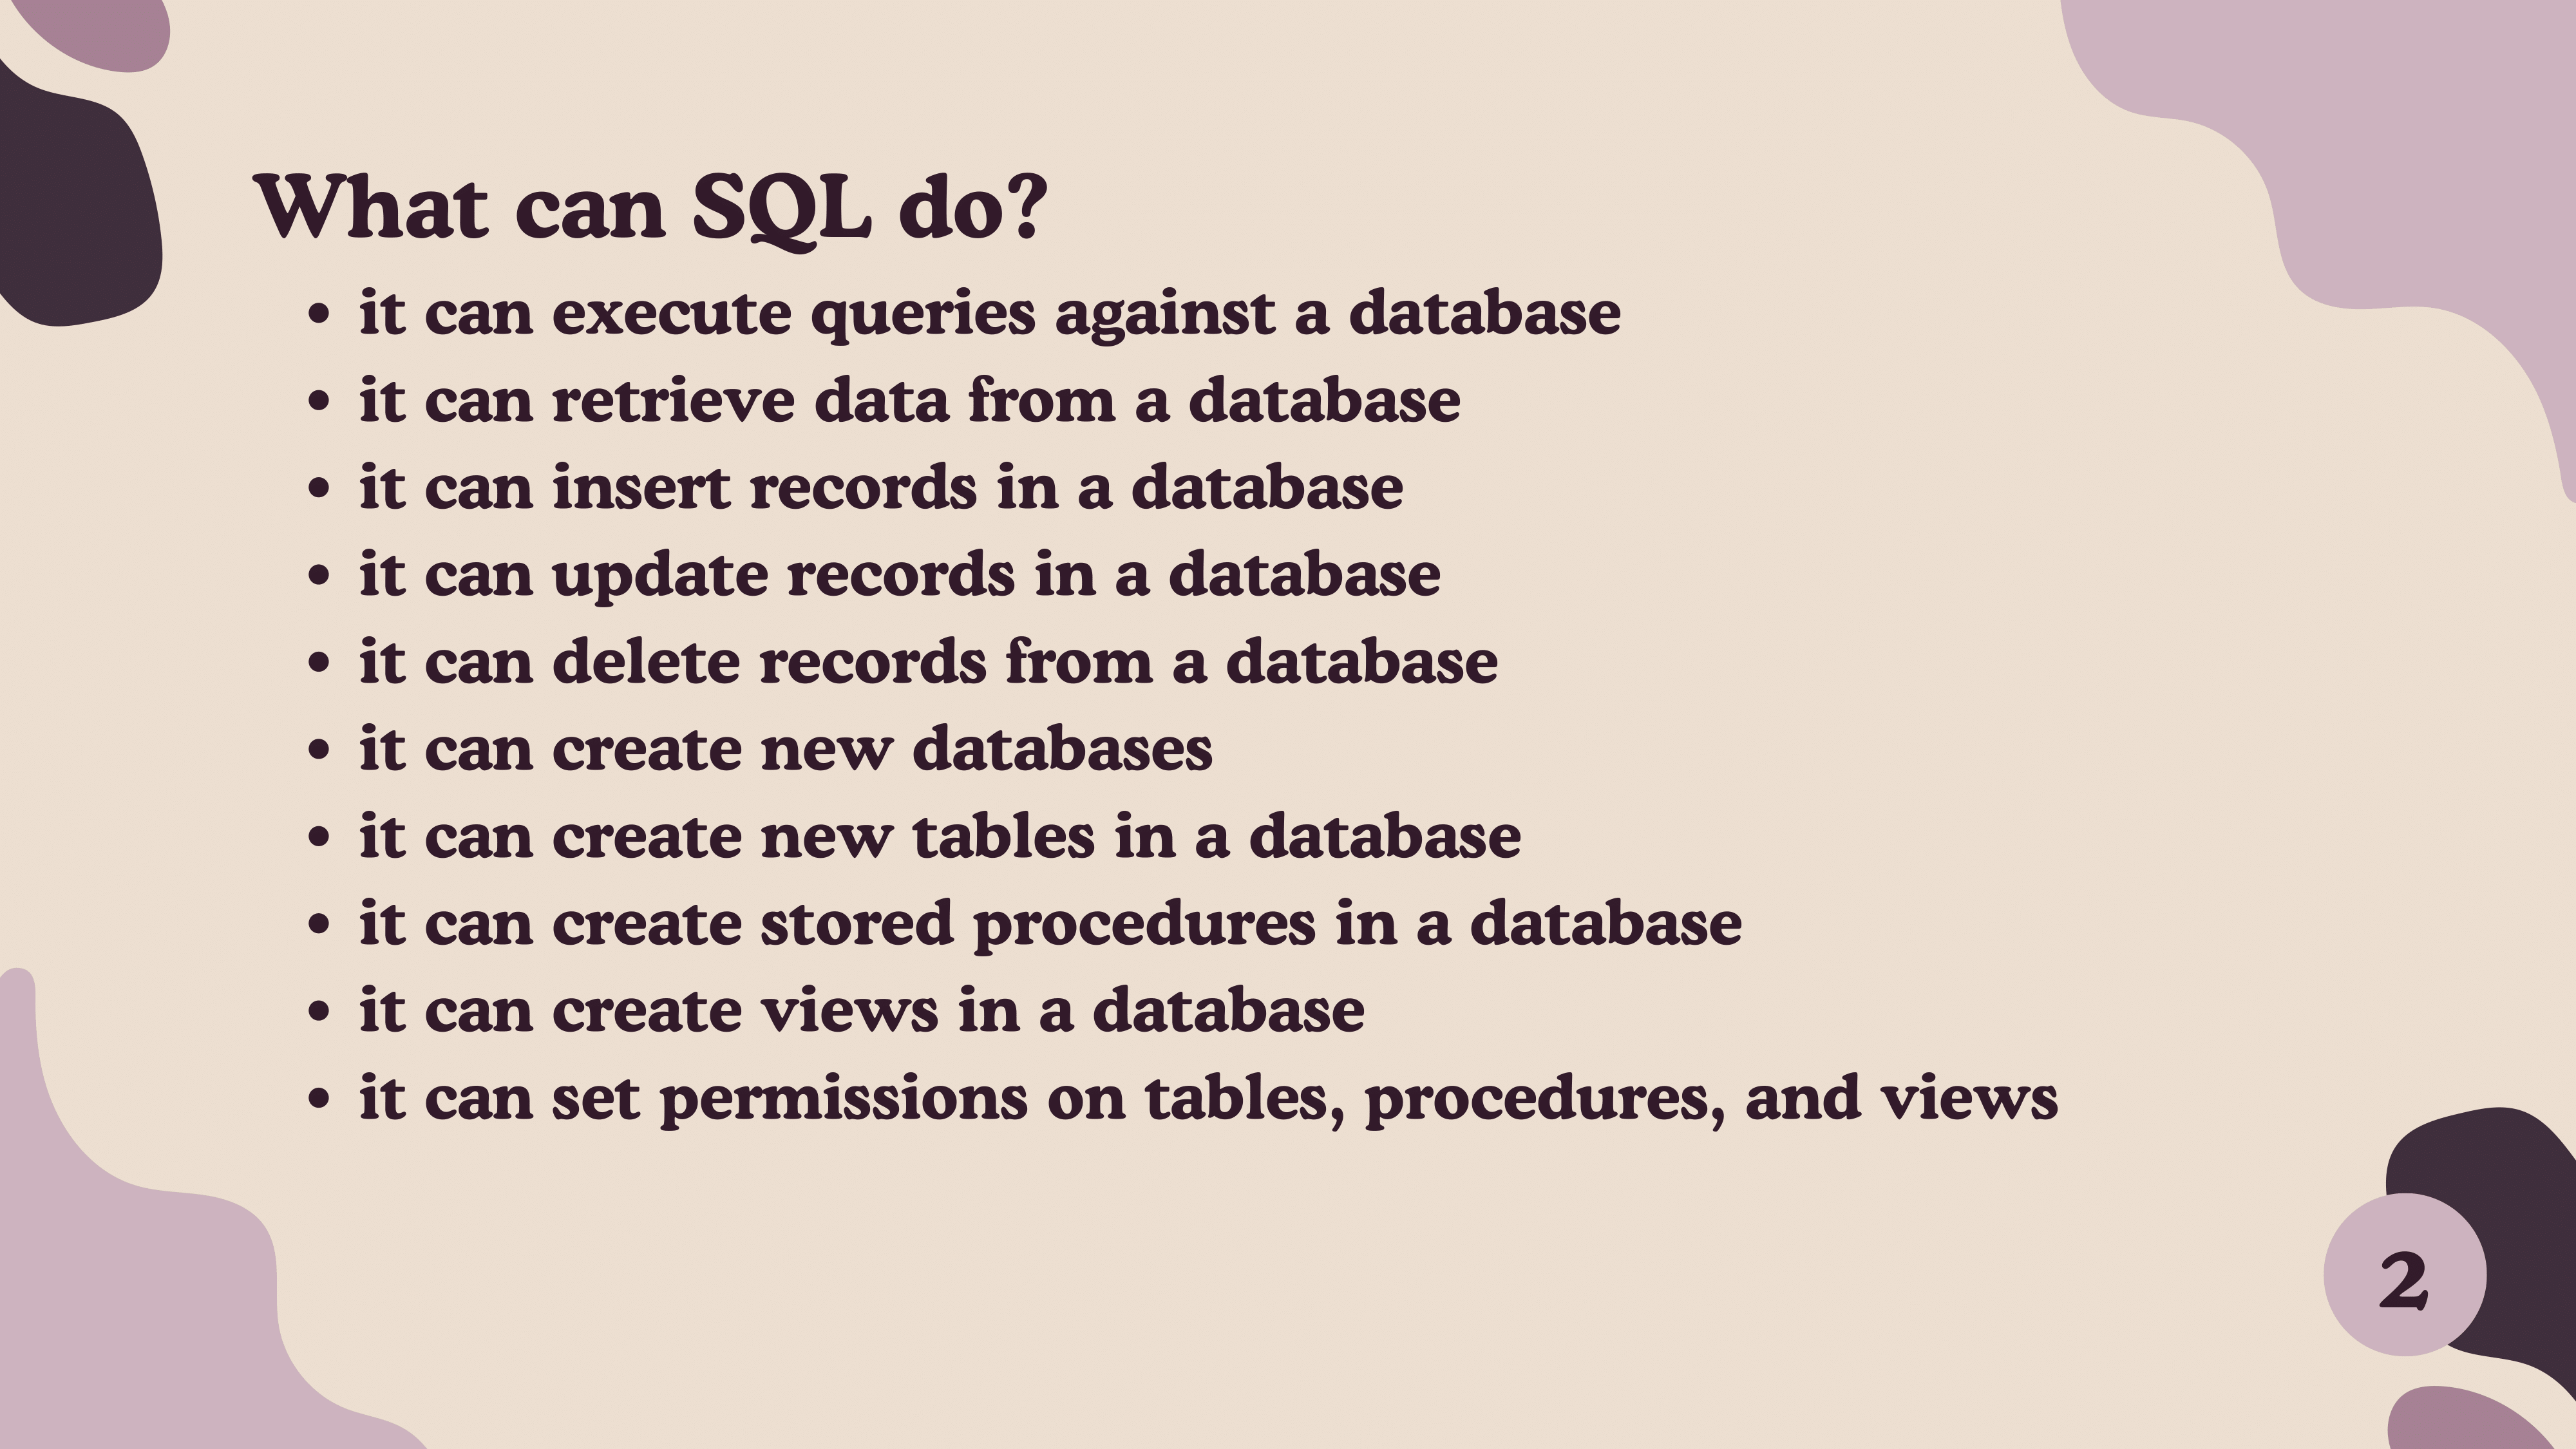 What can SQL do?
• it can execute queries against a database
• it can retrieve data from a database
• it can insert records in a database
• it can update records in a database
• it can delete records from a database
• it can create new databases
• it can create new tables in a database
• it can create stored procedures in a database
• it can create views in a database
• it can set permissions on tables, procedures, and views
2